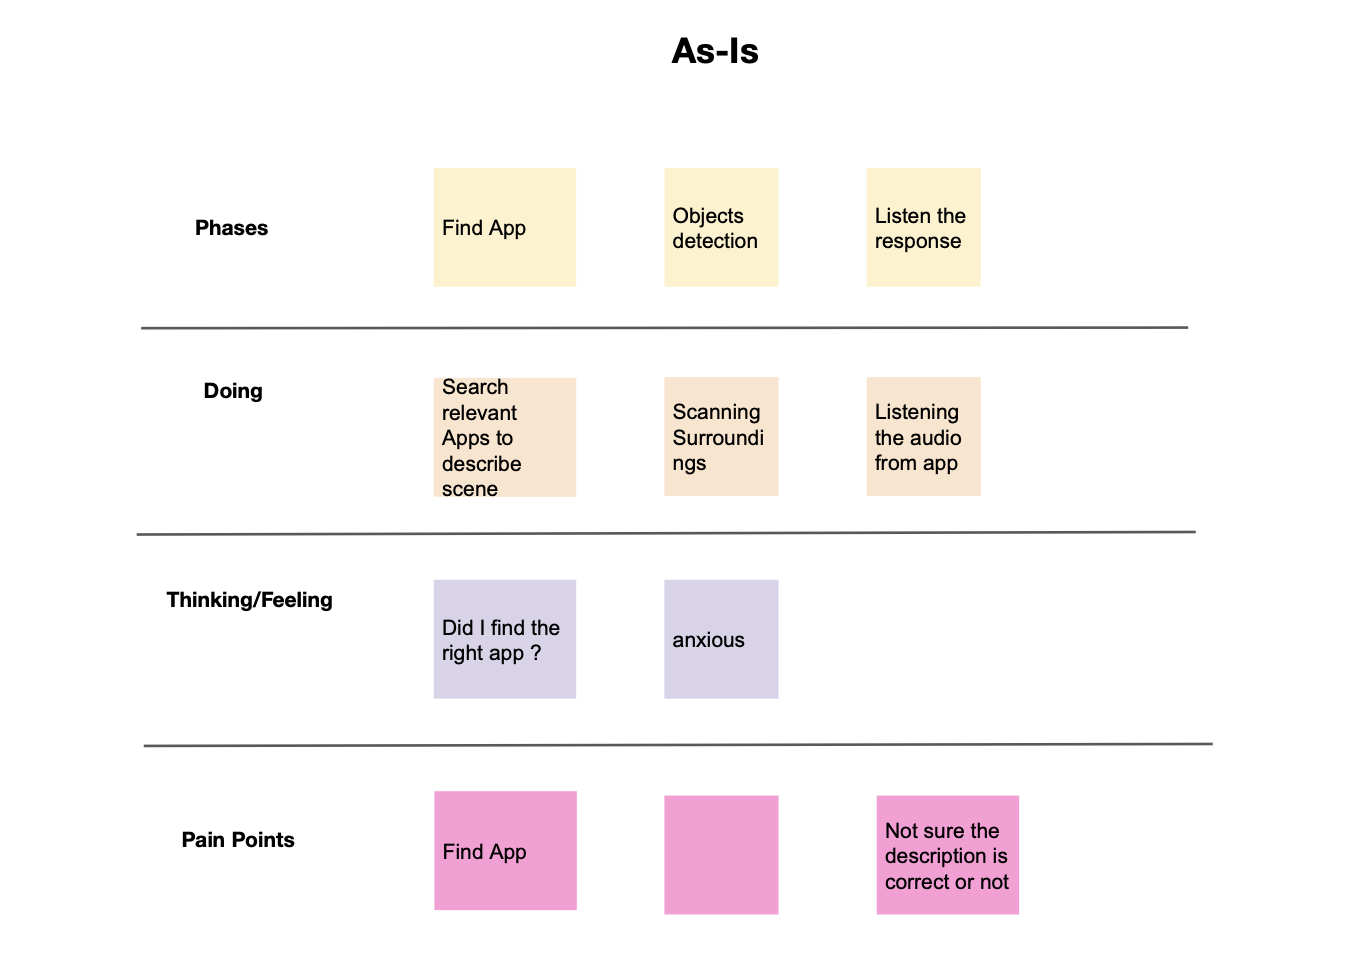 As-Is
Phases
Find App
Objects
detection
Listen the
response
Doing
Search
relevant
Apps to
describe
scene
Scanning
Surroundi
ngs
Listening
the audio
from app
Thinking/Feeling
Did I find the
right app ?
anxious
Pain Points
Find App
Not sure the
description is
correct or not